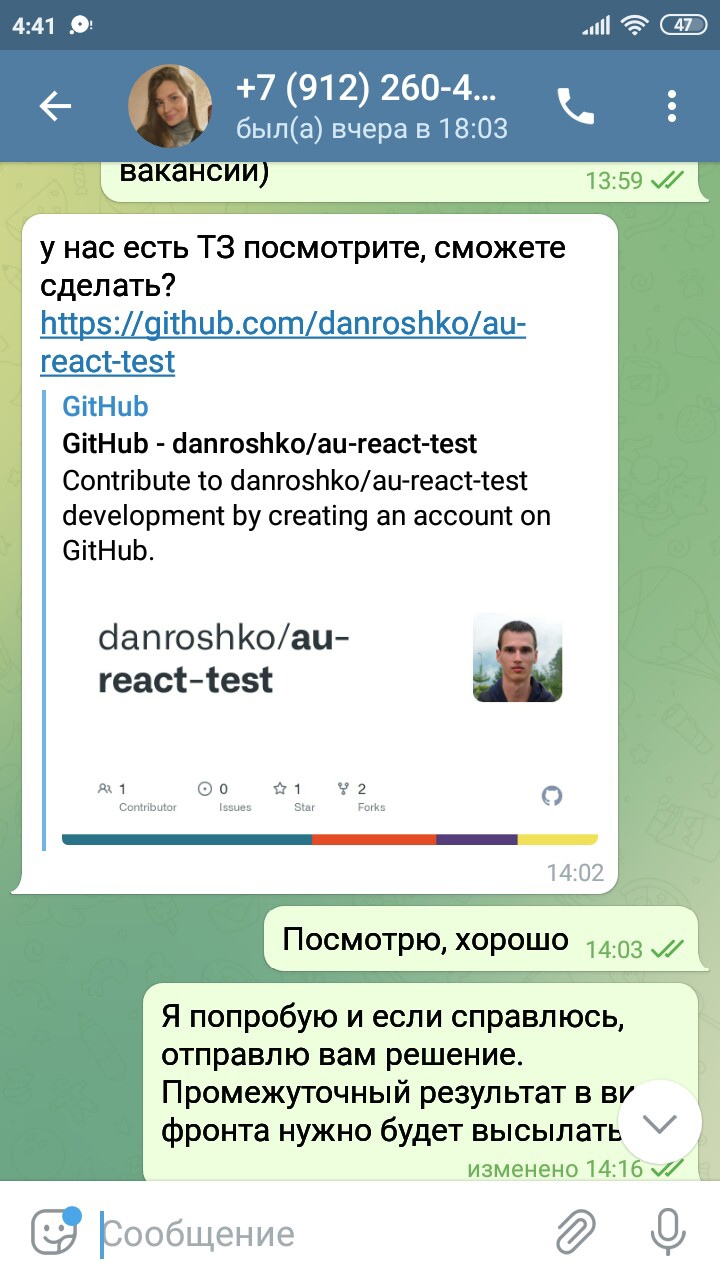 4:41
47
+7 (912) 260-4...
был(а) вчера в 18:03
вакансии)
13:59
у нас есть ТЗ посмотрите, сможете
сделать?
https://github.com/danroshko/au-
react-test
GitHub
GitHub - danroshko/au-react-test
Contribute to danroshko/au-react-test
development by creating an account on
GitHub.
danroshko/au-
react-test
1
Contributor
0
Issues
1
Star
2
Forks
14:02
Посмотрю, хорошо
14:03
Я попробую и если справлюсь,
отправлю вам решение.
Промежуточный результат в ви
фронта нужно будет высылать
изменено 14:16
Сообщение